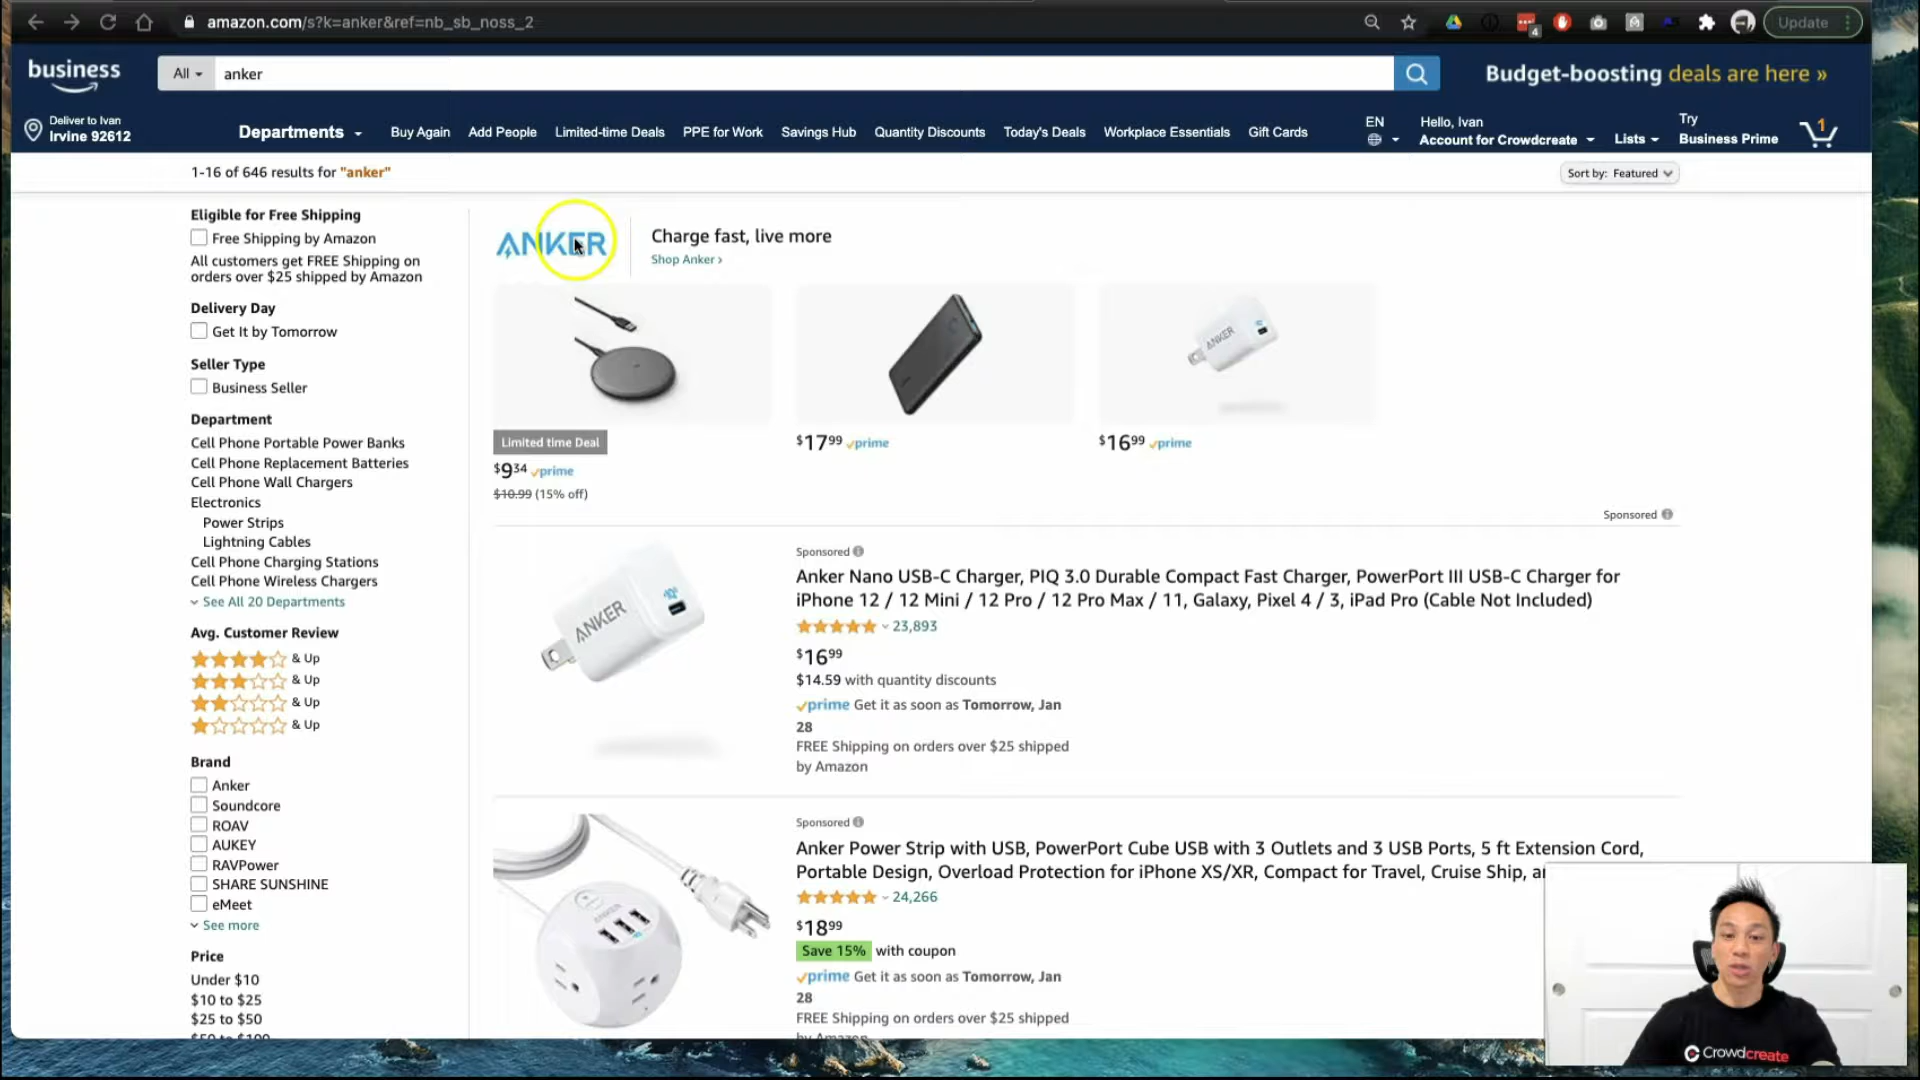 amazon.com/s?k=anker&ref=nb_sb_noss_2
4
Update
business
All
anker
Budget-boosting deals are here »
Deliver to Ivan
Irvine 92612
Departments
Buy Again
Add People
Limited-time Deals
PPE for Work
Savings Hub
Quantity Discounts
Today's Deals
Workplace Essentials
Gift Cards
EN
Hello, Ivan
Account for Crowdcreate
Lists
Try
Business Prime
1
1-16 of 646 results for "anker"
Sort by: Featured
Eligible for Free Shipping
Free Shipping by Amazon
All customers get FREE Shipping on
orders over $25 shipped by Amazon
Delivery Day
Get It by Tomorrow
Seller Type
Business Seller
Department
Cell Phone Portable Power Banks
Cell Phone Replacement Batteries
Cell Phone Wall Chargers
Electronics
Power Strips
Lightning Cables
Cell Phone Charging Stations
Cell Phone Wireless Chargers
See All 20 Departments
Avg. Customer Review
& Up
& Up
& Up
& Up
Brand
Anker
Soundcore
ROAV
AUKEY
RAVPower
SHARE SUNSHINE
eMeet
See more
Price
Under $10
$10 to $25
$25 to $50
$50 to $100
ANKER
Charge fast, live more
Shop Anker ›
ANKER
Limited time Deal
$9.34 prime
$10.99 (15% off)
$17.99 prime
$16.99 prime
Sponsored
ANKER
Sponsored
Anker Nano USB-C Charger, PIQ 3.0 Durable Compact Fast Charger, PowerPort III USB-C Charger for
iPhone 12 / 12 Mini / 12 Pro / 12 Pro Max / 11, Galaxy, Pixel 4 / 3, iPad Pro (Cable Not Included)
23,893
$16.99
$14.59 with quantity discounts
prime Get it as soon as Tomorrow, Jan
28
FREE Shipping on orders over $25 shipped
by Amazon
Sponsored
Anker Power Strip with USB, PowerPort Cube USB with 3 Outlets and 3 USB Ports, 5 ft Extension Cord,
Portable Design, Overload Protection for iPhone XS/XR, Compact for Travel, Cruise Ship,
24,266
$18.99
Save 15% with coupon
prime Get it as soon as Tomorrow, Jan
28
FREE Shipping on orders over $25 shipped
by Amazon
Crowdcreate